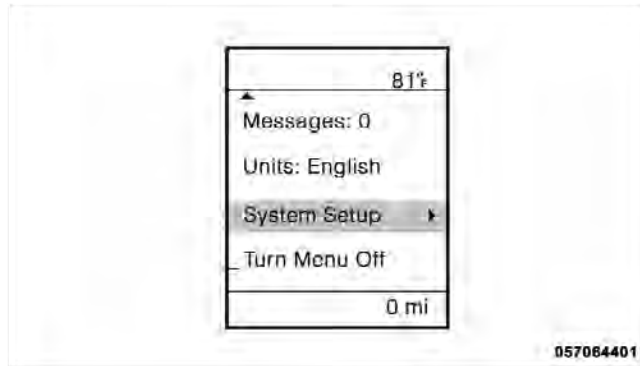 81°F
Messages: 0
Units: English
System Setup
Turn Menu Off
0 mi
057064401